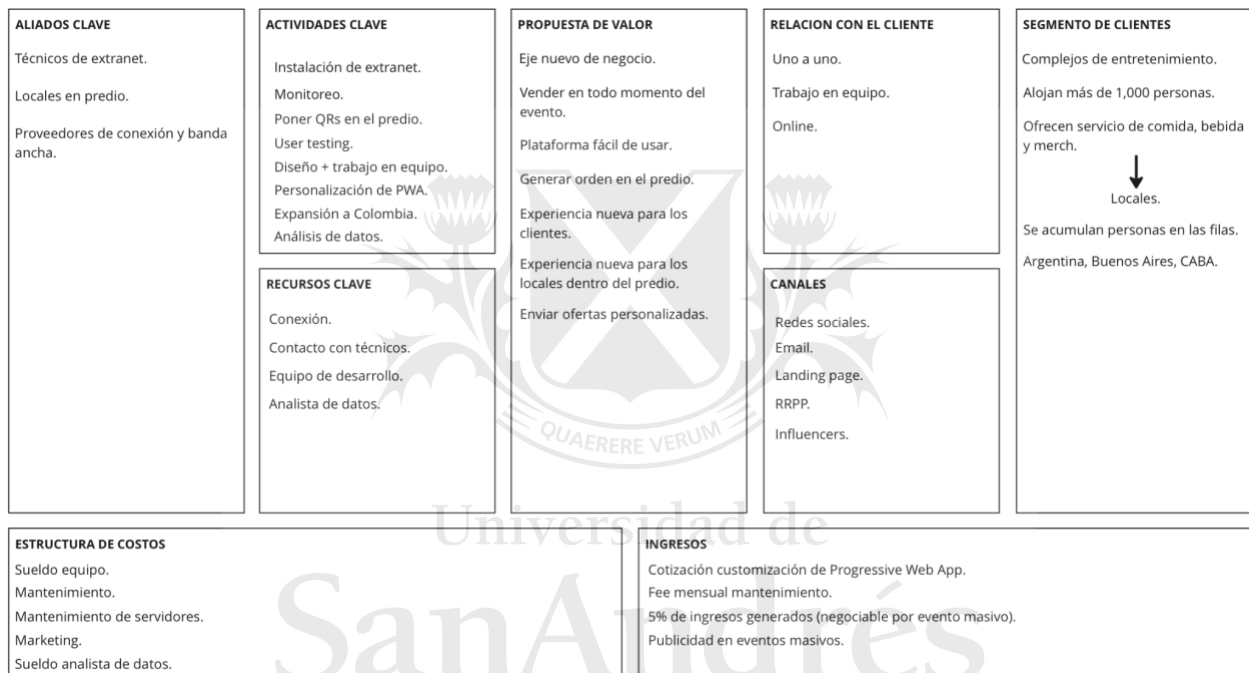 ALIADOS CLAVE
Técnicos de extranet.
Locales en predio.
Proveedores de conexión y banda
ancha.
ACTIVIDADES CLAVE
Instalación de extranet.
Monitoreo.
Poner QRs en el predio.
User testing.
Diseño + trabajo en equipo.
Personalización de PWA.
Expansión a Colombia.
Análisis de datos.
RECURSOS CLAVE
Conexión.
Contacto con técnicos.
Equipo de desarrollo.
Analista de datos.
PROPUESTA DE VALOR
Eje nuevo de negocio.
Vender en todo momento del
evento.
Plataforma fácil de usar.
Generar orden en el predio.
Experiencia nueva para los
clientes.
Experiencia nueva para los
locales dentro del predio.
Enviar ofertas personalizadas.
RELACION CON EL CLIENTE
Uno a uno.
Trabajo en equipo.
Online.
CANALES
Redes sociales.
Email.
Landing page.
RRPP.
Influencers.
SEGMENTO DE CLIENTES
Complejos de entretenimiento.
Alojan más de 1,000 personas.
Ofrecen servicio de comida, bebida
y merch.
Locales.
Se acumulan personas en las filas.
Argentina, Buenos Aires, CABA.
ESTRUCTURA DE COSTOS
Sueldo equipo.
Mantenimiento.
Mantenimiento de servidores.
Marketing.
Sueldo analista de datos.
INGRESOS
Cotización customización de Progressive Web App.
Fee mensual mantenimiento.
5% de ingresos generados (negociable por evento masivo).
Publicidad en eventos masivos.
QUAERERE VERUM
Universidad de
SanAndrés